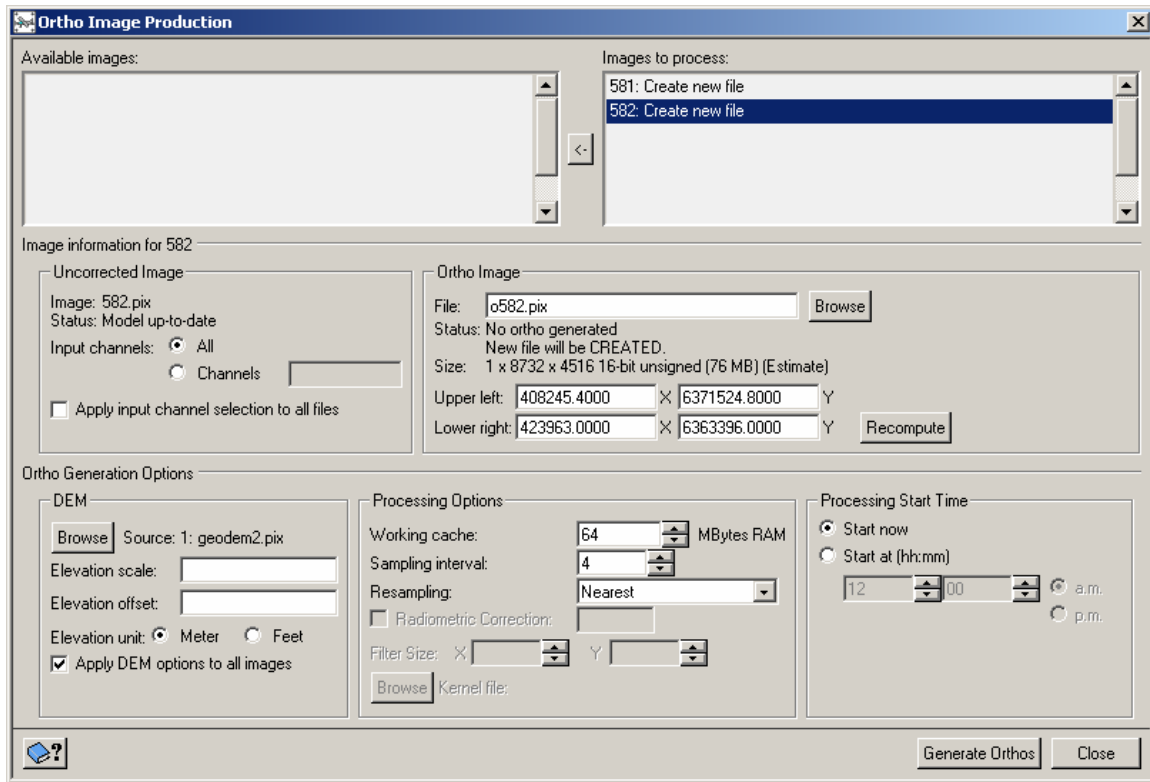 Ortho Image Production
Available images:
Images to process:
581: Create new file
582: Create new file
<-
Image information for 582
Uncorrected Image
Image: 582.pix
Status: Model up-to-date
Input channels: All
Channels
Apply input channel selection to all files
Ortho Image
File: o582.pix Browse
Status: No ortho generated
New file will be CREATED.
Size: 1 x 8732 x 4516 16-bit unsigned (76 MB) (Estimate)
Upper left: 408245.4000 X 6371524.8000 Y
Lower right: 423963.0000 X 6363396.0000 Y Recompute
Ortho Generation Options
DEM
Browse Source: 1: geodem2.pix
Elevation scale:
Elevation offset:
Elevation unit: Meter Feet
Apply DEM options to all images
Processing Options
Working cache: 64 MBytes RAM
Sampling interval: 4
Resampling: Nearest
Radiometric Correction:
Filter Size: X Y
Browse Kernel file:
Processing Start Time
Start now
Start at (hh:mm)
12 00 a.m.
p.m.
?
Generate Orthos Close